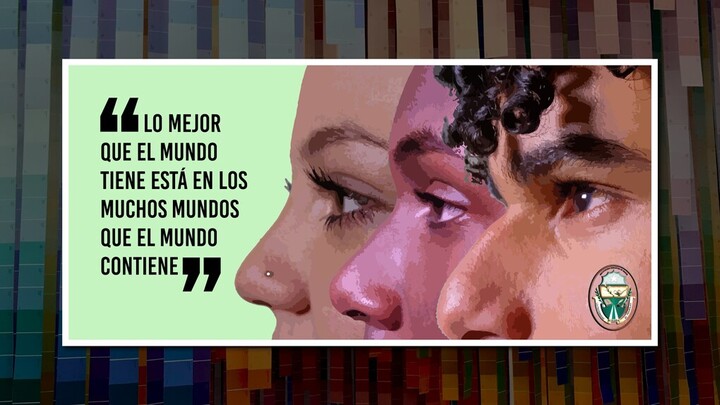 “ LO MEJOR
QUE EL MUNDO
TIENE ESTÁ EN LOS
MUCHOS MUNDOS
QUE EL MUNDO
CONTIENE ”